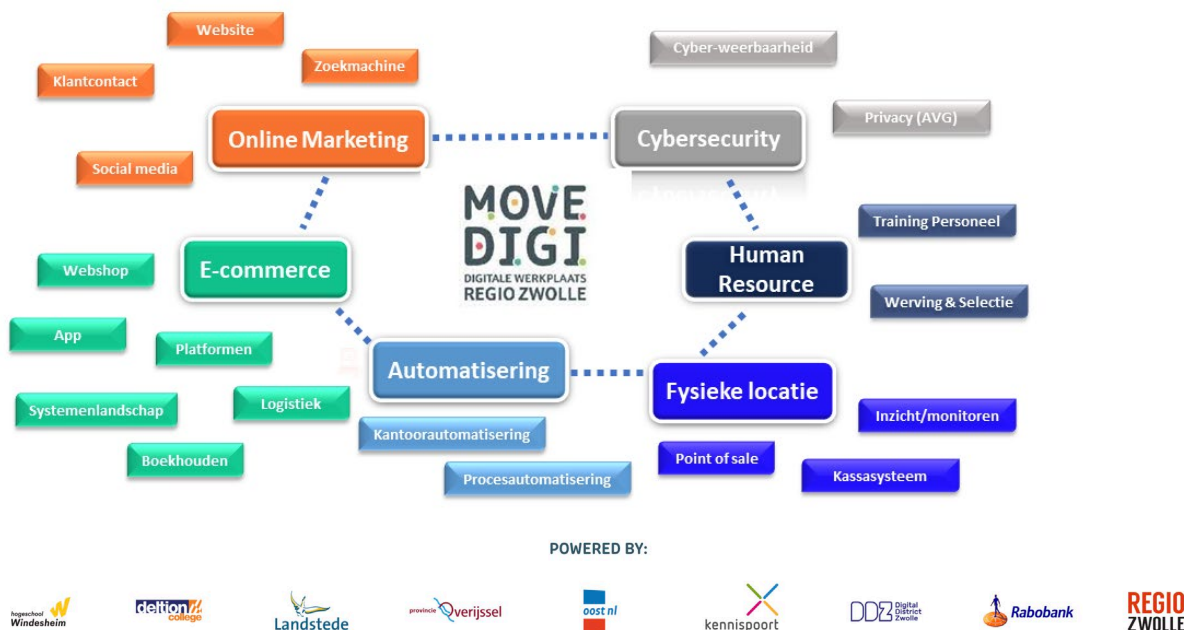 Website
Cyber-weerbaarheid
Zoekmachine
Klantcontact
Privacy (AVG)
Online Marketing
Cybersecurity
Social media
MOVE
DIGI
DIGITALE WERKPLAATS
REGIO ZWOLLE
Training Personeel
Webshop
E-commerce
Human
Resource
Werving & Selectie
App
Platformen
Automatisering
Fysieke locatie
Systemenlandschap
Logistiek
Inzicht/monitoren
Kantoorautomatisering
Boekhouden
Point of sale
Kassasysteem
Procesautomatisering
POWERED BY:
hogeschool
Windesheim
deltion
college
Landstede
provincie Overijssel
oost nl
kennispoort
DDZ
Digital
District
Zwolle
Rabobank
REGIO
ZWOLLE